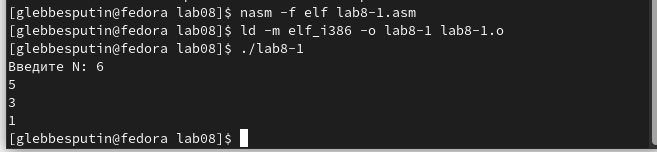 [glebbesputin@fedora lab08]$ nasm -f elf lab8-1.asm
[glebbesputin@fedora lab08]$ ld -m elf_i386 -o lab8-1 lab8-1.o
[glebbesputin@fedora lab08]$ ./lab8-1
Введите N: 6
5
3
1
[glebbesputin@fedora lab08]$